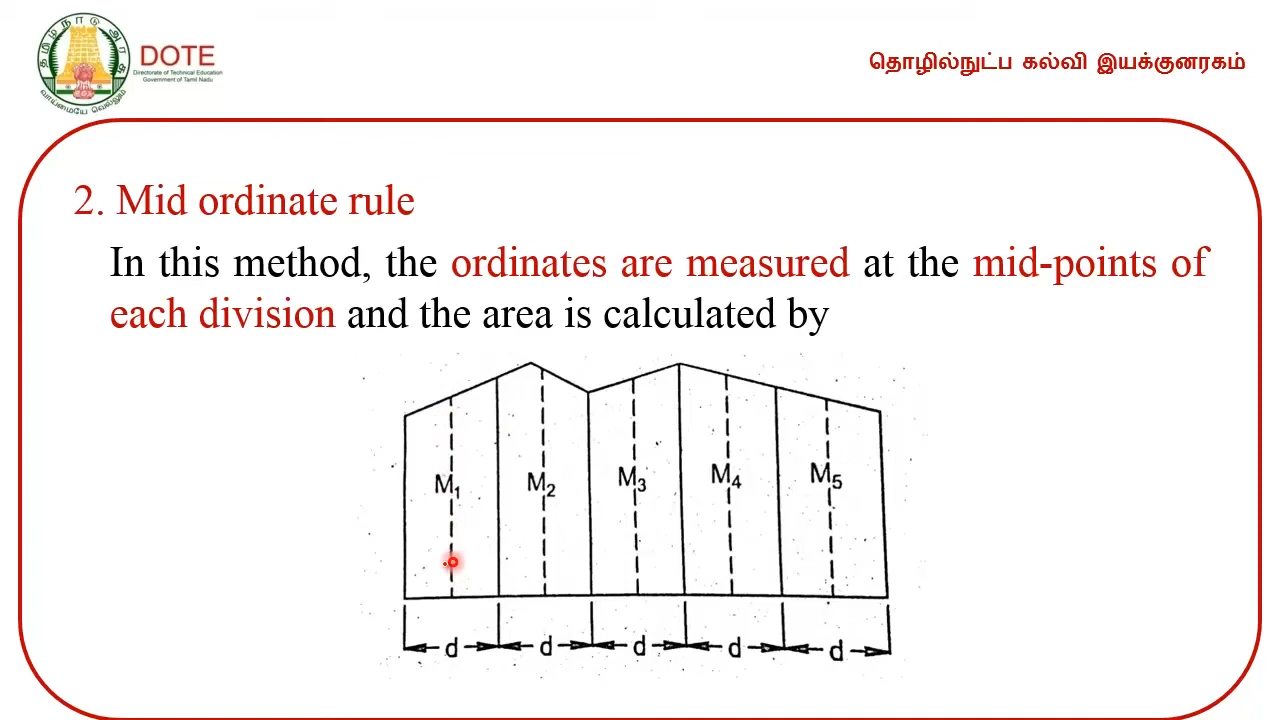 தமிழ்நாடு அரசு
வாய்மையே வெல்லும்
DOTE
Directorate of Technical Education
Government of Tamil Nadu
தொழில்நுட்ப கல்வி இயக்குனரகம்
2. Mid ordinate rule
In this method, the ordinates are measured at the mid-points of
each division and the area is calculated by
M1 M2 M3 M4 M5
d d d d d